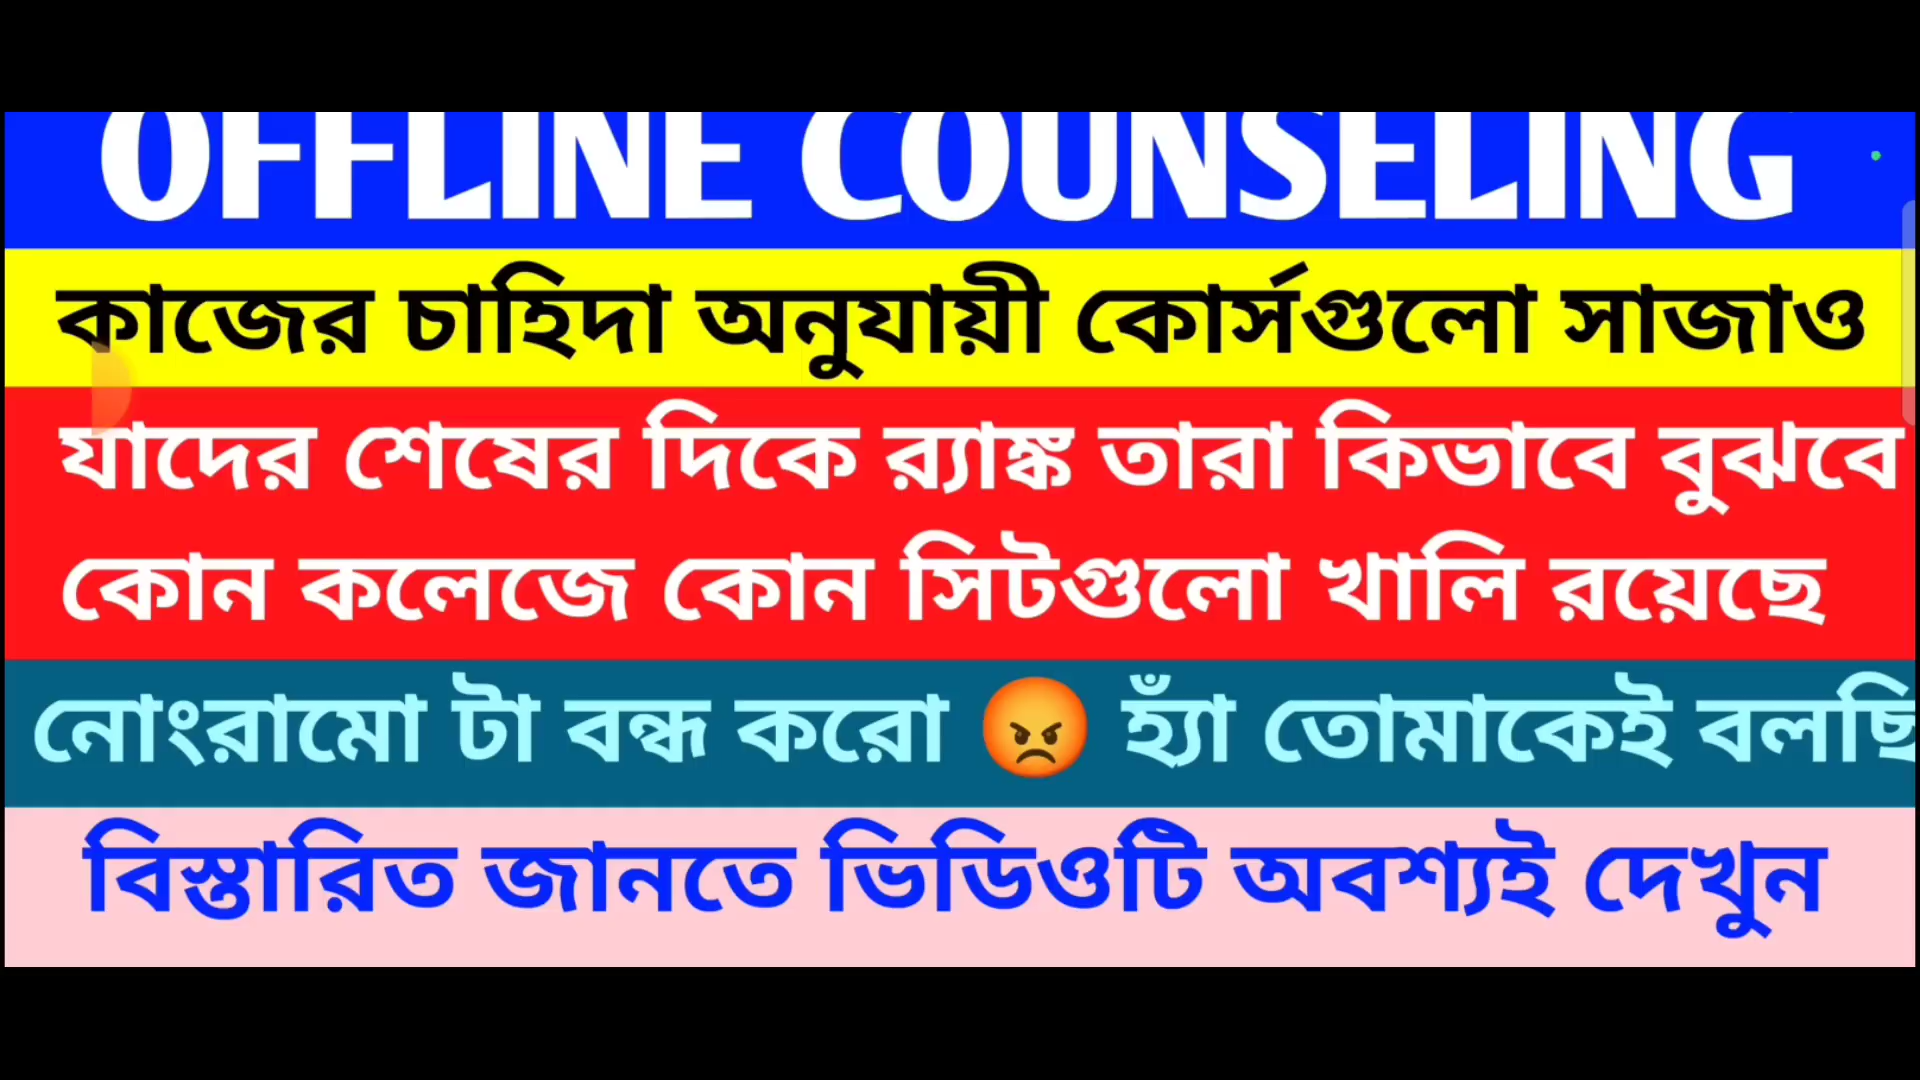 OFFLINE COUNSELING
কাজের চাহিদা অনুযায়ী কোর্সগুলো সাজাও
যাদের শেষের দিকে র‍্যাঙ্ক তারা কিভাবে বুঝবে
কোন কলেজে কোন সিটগুলো খালি রয়েছে
নোংরামো টা বন্ধ করো 😡 হ্যাঁ তোমাকেই বলছি
বিস্তারিত জানতে ভিডিওটি অবশ্যই দেখুন